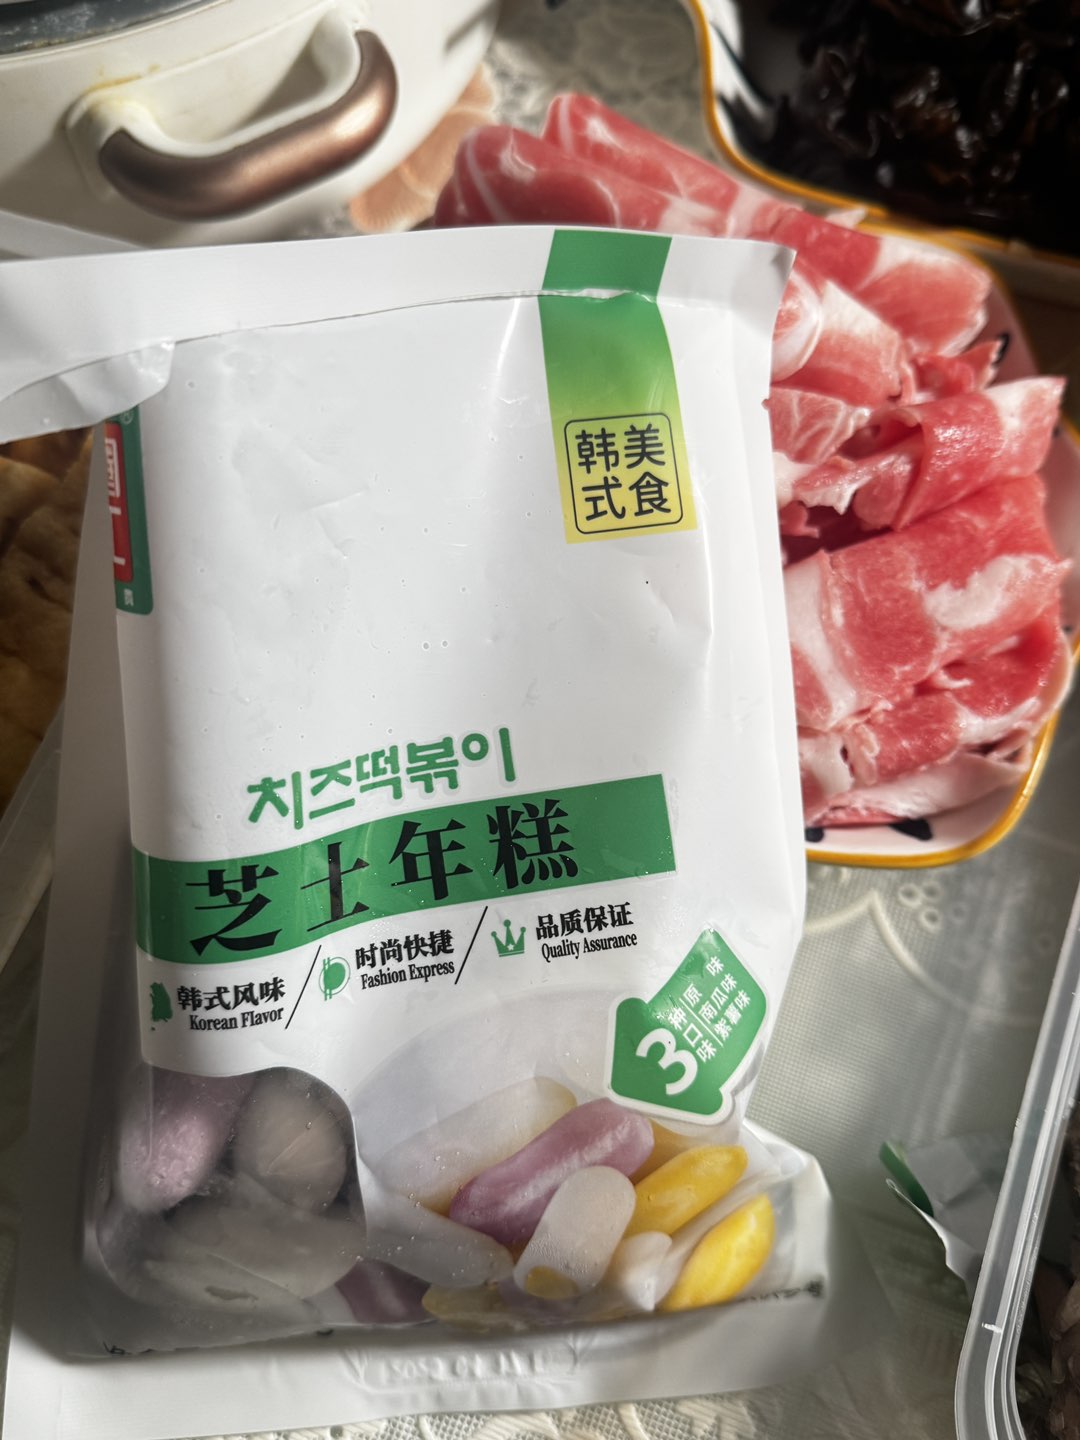 韩美
式食
치즈떡볶이
芝士年糕
韩式风味
Korean Flavor
时尚快捷
Fashion Express
品质保证
Quality Assurance
3种口味
原味
南瓜味
紫薯味